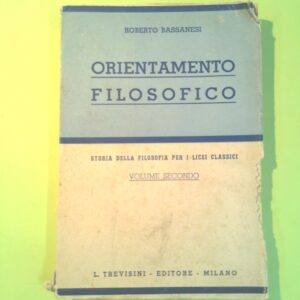 ROBERTO BASSANESI
ORIENTAMENTO
FILOSOFICO
STORIA DELLA FILOSOFIA PER I LICEI CLASSICI
VOLUME SECONDO
L. TREVISINI - EDITORE - MILANO